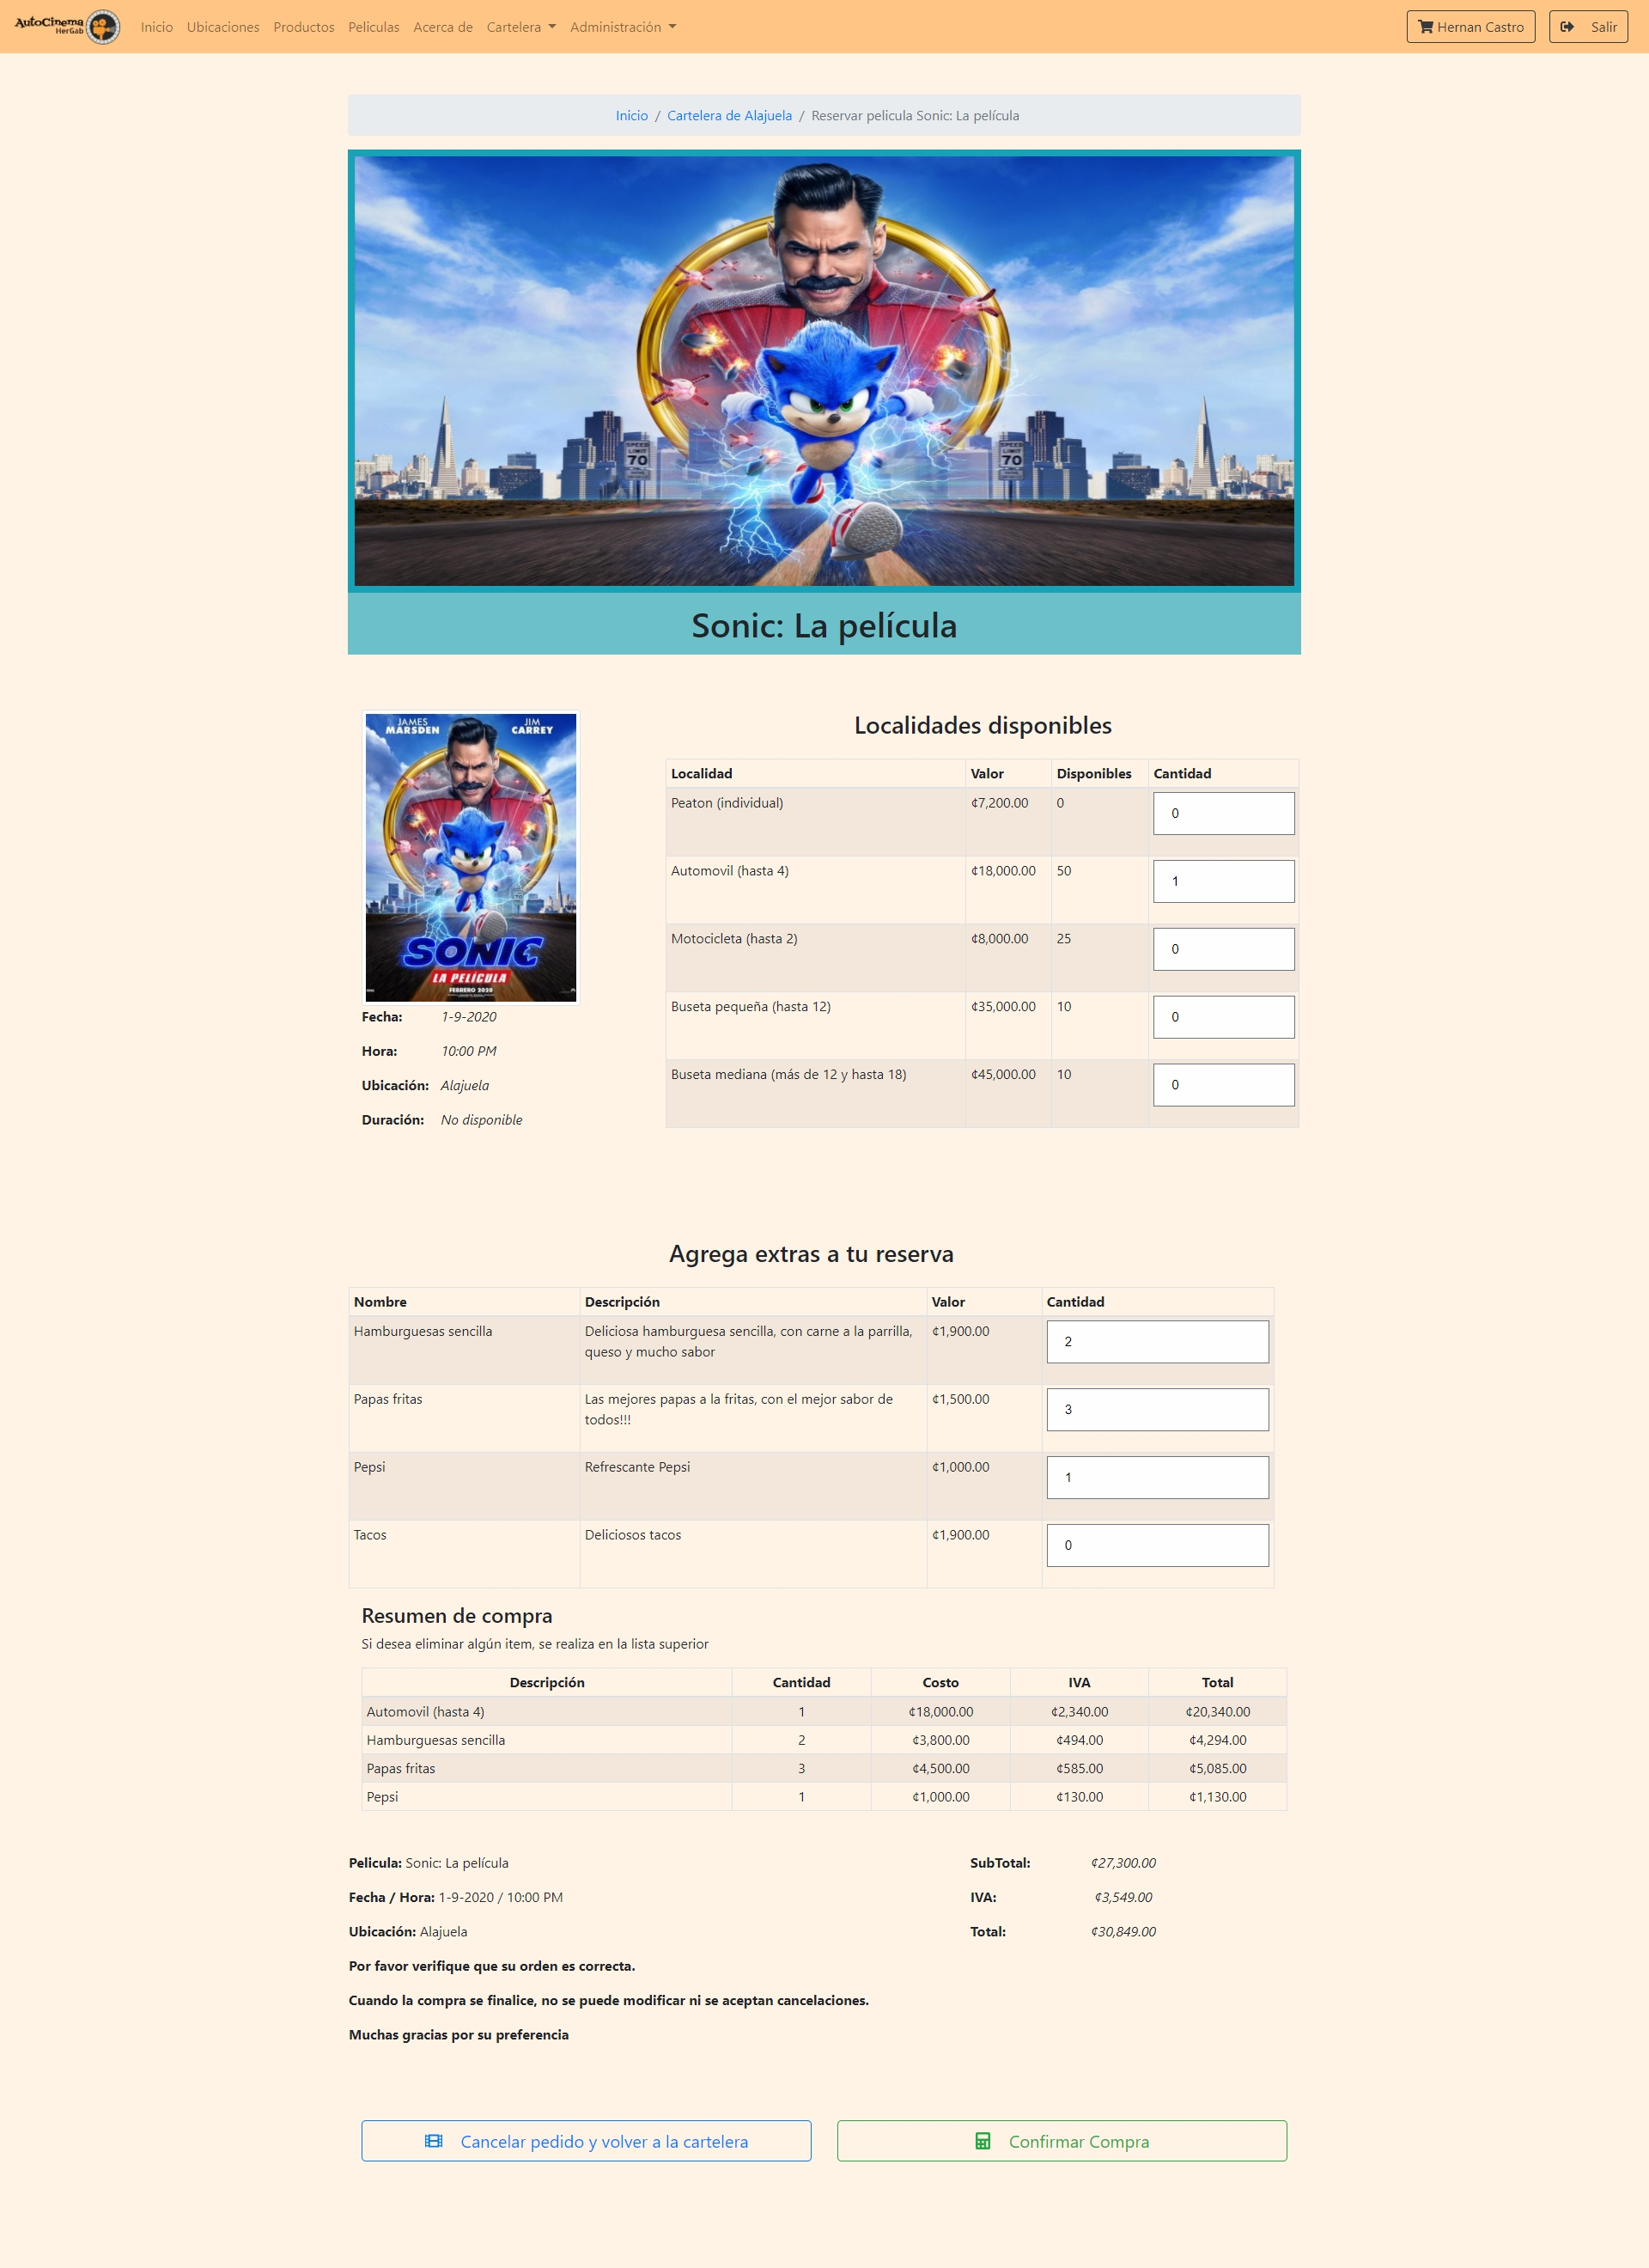 AutoCinema
HerGab
Inicio Ubicaciones Productos Peliculas Acerca de Cartelera Administración Hernan Castro Salir
Inicio / Cartelera de Alajuela / Reservar pelicula Sonic: La película
SPEED LIMIT 70 SPEED LIMIT 70
Sonic: La película
JAMES MARSDEN JIM CARREY
SONIC
LA PELÍCULA
FEBRERO 2020
Fecha: 1-9-2020
Hora: 10:00 PM
Ubicación: Alajuela
Duración: No disponible
Localidades disponibles
Localidad Valor Disponibles Cantidad
Peaton (individual) ¢7,200.00 0 0
Automovil (hasta 4) ¢18,000.00 50 1
Motocicleta (hasta 2) ¢8,000.00 25 0
Buseta pequeña (hasta 12) ¢35,000.00 10 0
Buseta mediana (más de 12 y hasta 18) ¢45,000.00 10 0
Agrega extras a tu reserva
Nombre Descripción Valor Cantidad
Hamburguesas sencilla Deliciosa hamburguesa sencilla, con carne a la parrilla, ¢1,900.00 2
queso y mucho sabor
Papas fritas Las mejores papas a la fritas, con el mejor sabor de ¢1,500.00 3
todos!!!
Pepsi Refrescante Pepsi ¢1,000.00 1
Tacos Deliciosos tacos ¢1,900.00 0
Resumen de compra
Si desea eliminar algún item, se realiza en la lista superior
Descripción Cantidad Costo IVA Total
Automovil (hasta 4) 1 ¢18,000.00 ¢2,340.00 ¢20,340.00
Hamburguesas sencilla 2 ¢3,800.00 ¢494.00 ¢4,294.00
Papas fritas 3 ¢4,500.00 ¢585.00 ¢5,085.00
Pepsi 1 ¢1,000.00 ¢130.00 ¢1,130.00
Pelicula: Sonic: La película SubTotal: ¢27,300.00
Fecha / Hora: 1-9-2020 / 10:00 PM IVA: ¢3,549.00
Ubicación: Alajuela Total: ¢30,849.00
Por favor verifique que su orden es correcta.
Cuando la compra se finalice, no se puede modificar ni se aceptan cancelaciones.
Muchas gracias por su preferencia
Cancelar pedido y volver a la cartelera Confirmar Compra